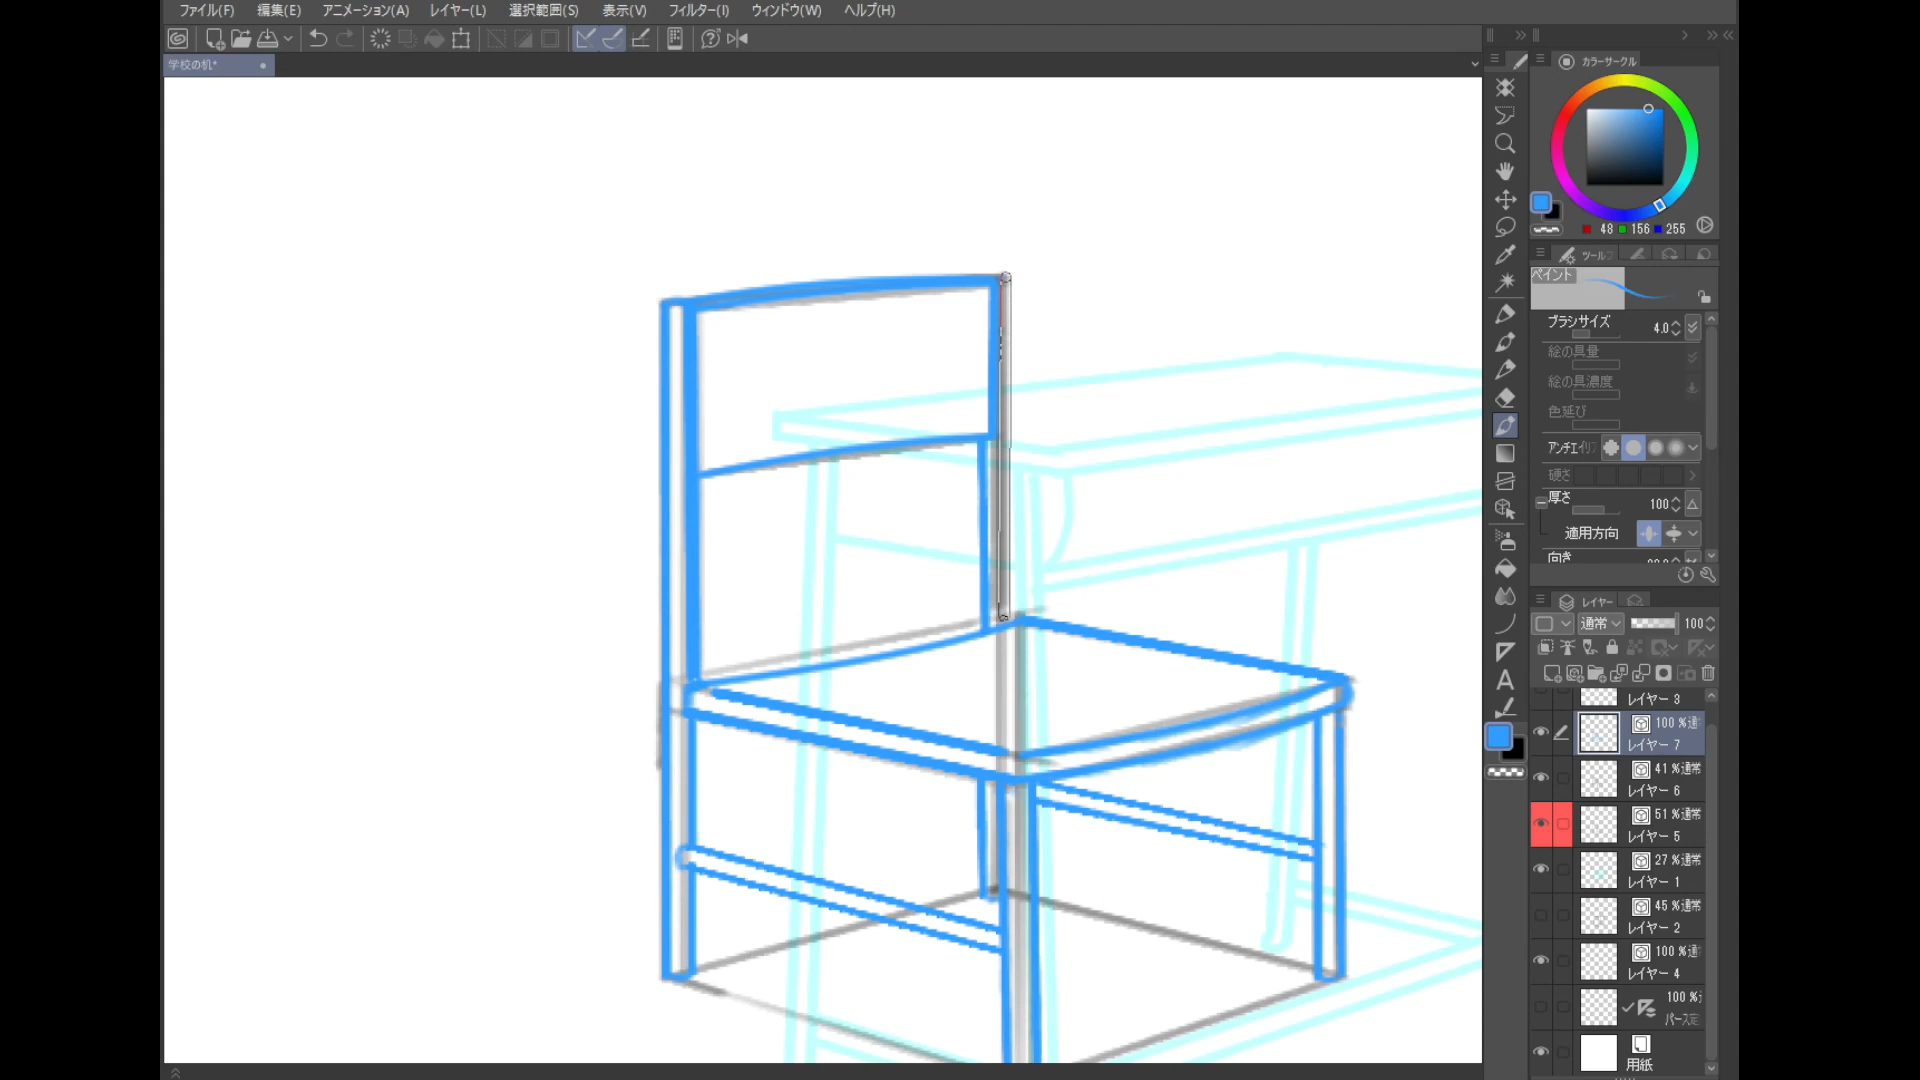 ファイル(F) 編集(E) アニメーション(A) レイヤー(L) 選択範囲(S) 表示(V) フィルター(I) ウィンドウ(W) ヘルプ(H)
学校の机*
カラーサークル
48 156 255
ツール
ペイント
ブラシサイズ 4.0
絵の具量
絵の具濃度
色延び
アンチエイリ
硬さ
厚さ 100
適用方向
向き
レイヤー
通常 100
レイヤー 3
100 %通
レイヤー 7
41 %通常
レイヤー 6
51 %通常
レイヤー 5
27 %通常
レイヤー 1
45 %通常
レイヤー 2
100 %通
レイヤー 4
100 %
パース定
用紙